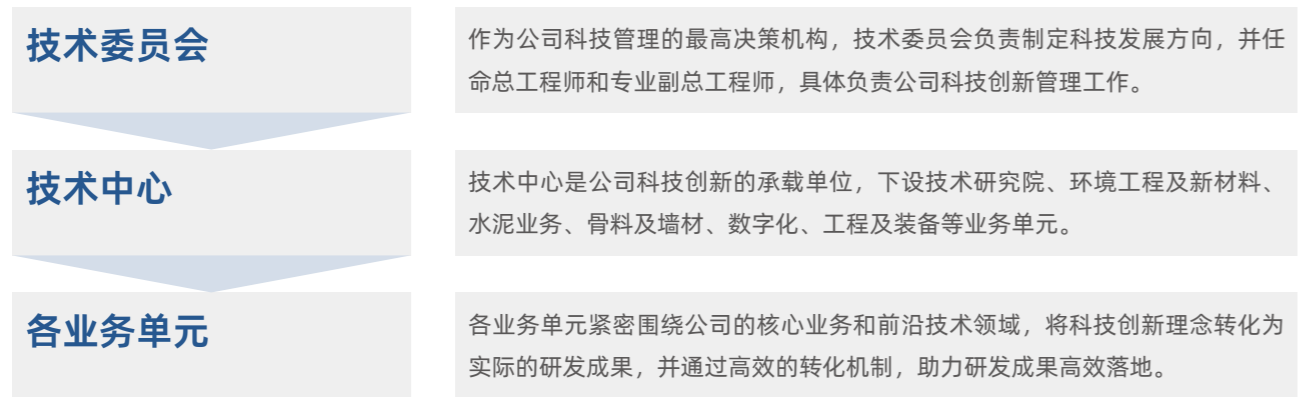 技术委员会
作为公司科技管理的最高决策机构，技术委员会负责制定科技发展方向，并任
命总工程师和专业副总工程师，具体负责公司科技创新管理工作。
技术中心
技术中心是公司科技创新的承载单位，下设技术研究院、环境工程及新材料、
水泥业务、骨料及墙材、数字化、工程及装备等业务单元。
各业务单元
各业务单元紧密围绕公司的核心业务和前沿技术领域，将科技创新理念转化为
实际的研发成果，并通过高效的转化机制，助力研发成果高效落地。